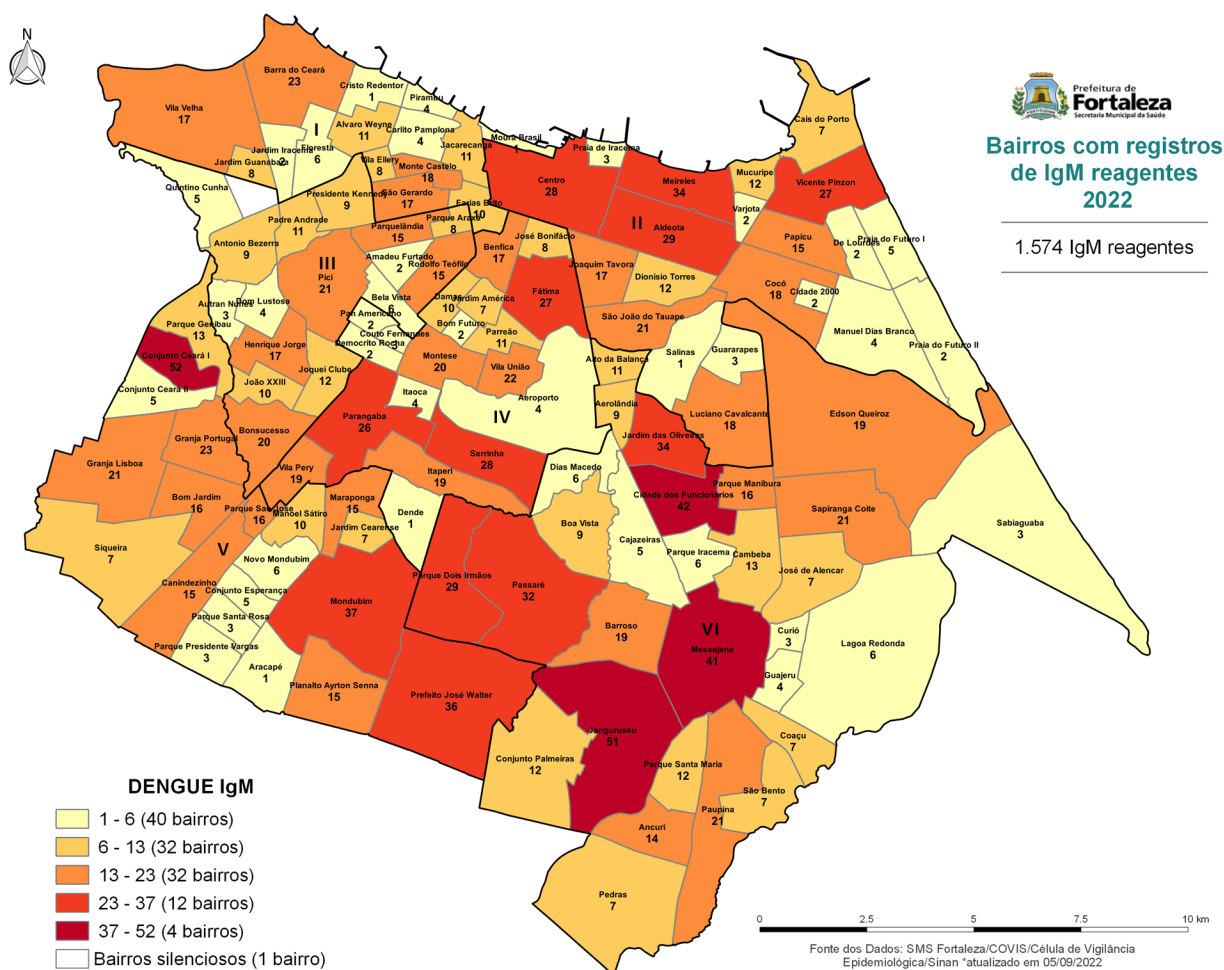 N
Prefeitura de
Fortaleza
Secretaria Municipal da Saúde
Bairros com registros
de IgM reagentes
2022
1.574 IgM reagentes
Barra do Ceará
23
Vila Velha
17
Cristo Redentor
1
Pirambu
4
I
Floresta
6
Alvaro Weyne
11
Carlito Pamplona
4
Jacarecanga
11
Moura Brasil
1
Praia de Iracema
3
Cais do Porto
7
Jardim Iracema
2
Jardim Guanabara
8
Vila Ellery
8
Monte Castelo
18
Quintino Cunha
5
Presidente Kennedy
9
São Gerardo
17
Farias Brito
10
Centro
28
Meireles
34
Mucuripe
12
Vicente Pinzon
27
Varjota
2
II
Aldeota
29
Padre Andrade
11
Antonio Bezerra
9
Parquelândia
15
Parque Araxá
8
José Bonifácio
8
Benfica
17
Joaquim Tavora
17
Dionísio Torres
12
Papicu
15
De Lourdes
2
Praia do Futuro I
5
III
Pici
21
Amadeu Furtado
2
Rodolfo Teófilo
15
Cocó
18
Cidade 2000
2
Fátima
27
Bela Vista
6
Damas
10
Jardim América
7
Autran Nunes
3
Dom Lustosa
4
Pan Americano
2
Bom Futuro
2
Parreão
11
São João do Tauape
21
Manuel Dias Branco
4
Praia do Futuro II
2
Parque Genibau
13
Couto Fernandes
3
Democrito Rocha
2
Henrique Jorge
17
Conjunto Ceará I
52
Joquei Clube
12
Montese
20
Vila União
22
Alto da Balança
11
Salinas
1
Guararapes
3
João XXIII
10
Conjunto Ceará II
5
Itaoca
4
Aeroporto
4
IV
Aerolândia
9
Luciano Cavalcante
18
Edson Queiroz
19
Parangaba
26
Bonsucesso
20
Granja Portugal
23
Jardim das Oliveiras
34
Granja Lisboa
21
Serrinha
28
Vila Pery
19
Itaperi
19
Dias Macedo
6
Parque Manibura
16
Cidade dos Funcionários
42
Bom Jardim
16
Parque São José
16
Manoel Sátiro
10
Maraponga
15
Dende
1
Jardim Cearense
7
Boa Vista
9
Sapiranga Coite
21
Sabiaguaba
3
Siqueira
7
V
Novo Mondubim
6
Cajazeiras
5
Parque Iracema
6
Cambeba
13
José de Alencar
7
Canindezinho
15
Conjunto Esperança
5
Parque Dois Irmãos
29
Passaré
32
Mondubim
37
Parque Santa Rosa
3
Barroso
19
VI
Messejana
41
Curió
3
Lagoa Redonda
6
Parque Presidente Vargas
3
Aracapé
1
Planalto Ayrton Senna
15
Prefeito José Walter
36
Guajeru
4
Jangurussu
51
Coaçu
7
Conjunto Palmeiras
12
Parque Santa Maria
12
São Bento
7
Paupina
21
Ancuri
14
Pedras
7
DENGUE IgM
1 - 6 (40 bairros)
6 - 13 (32 bairros)
13 - 23 (32 bairros)
23 - 37 (12 bairros)
37 - 52 (4 bairros)
Bairros silenciosos (1 bairro)
0 2.5 5 7.5 10 km
Fonte dos Dados: SMS Fortaleza/COVIS/Célula de Vigilância
Epidemiológica/Sinan *atualizado em 05/09/2022